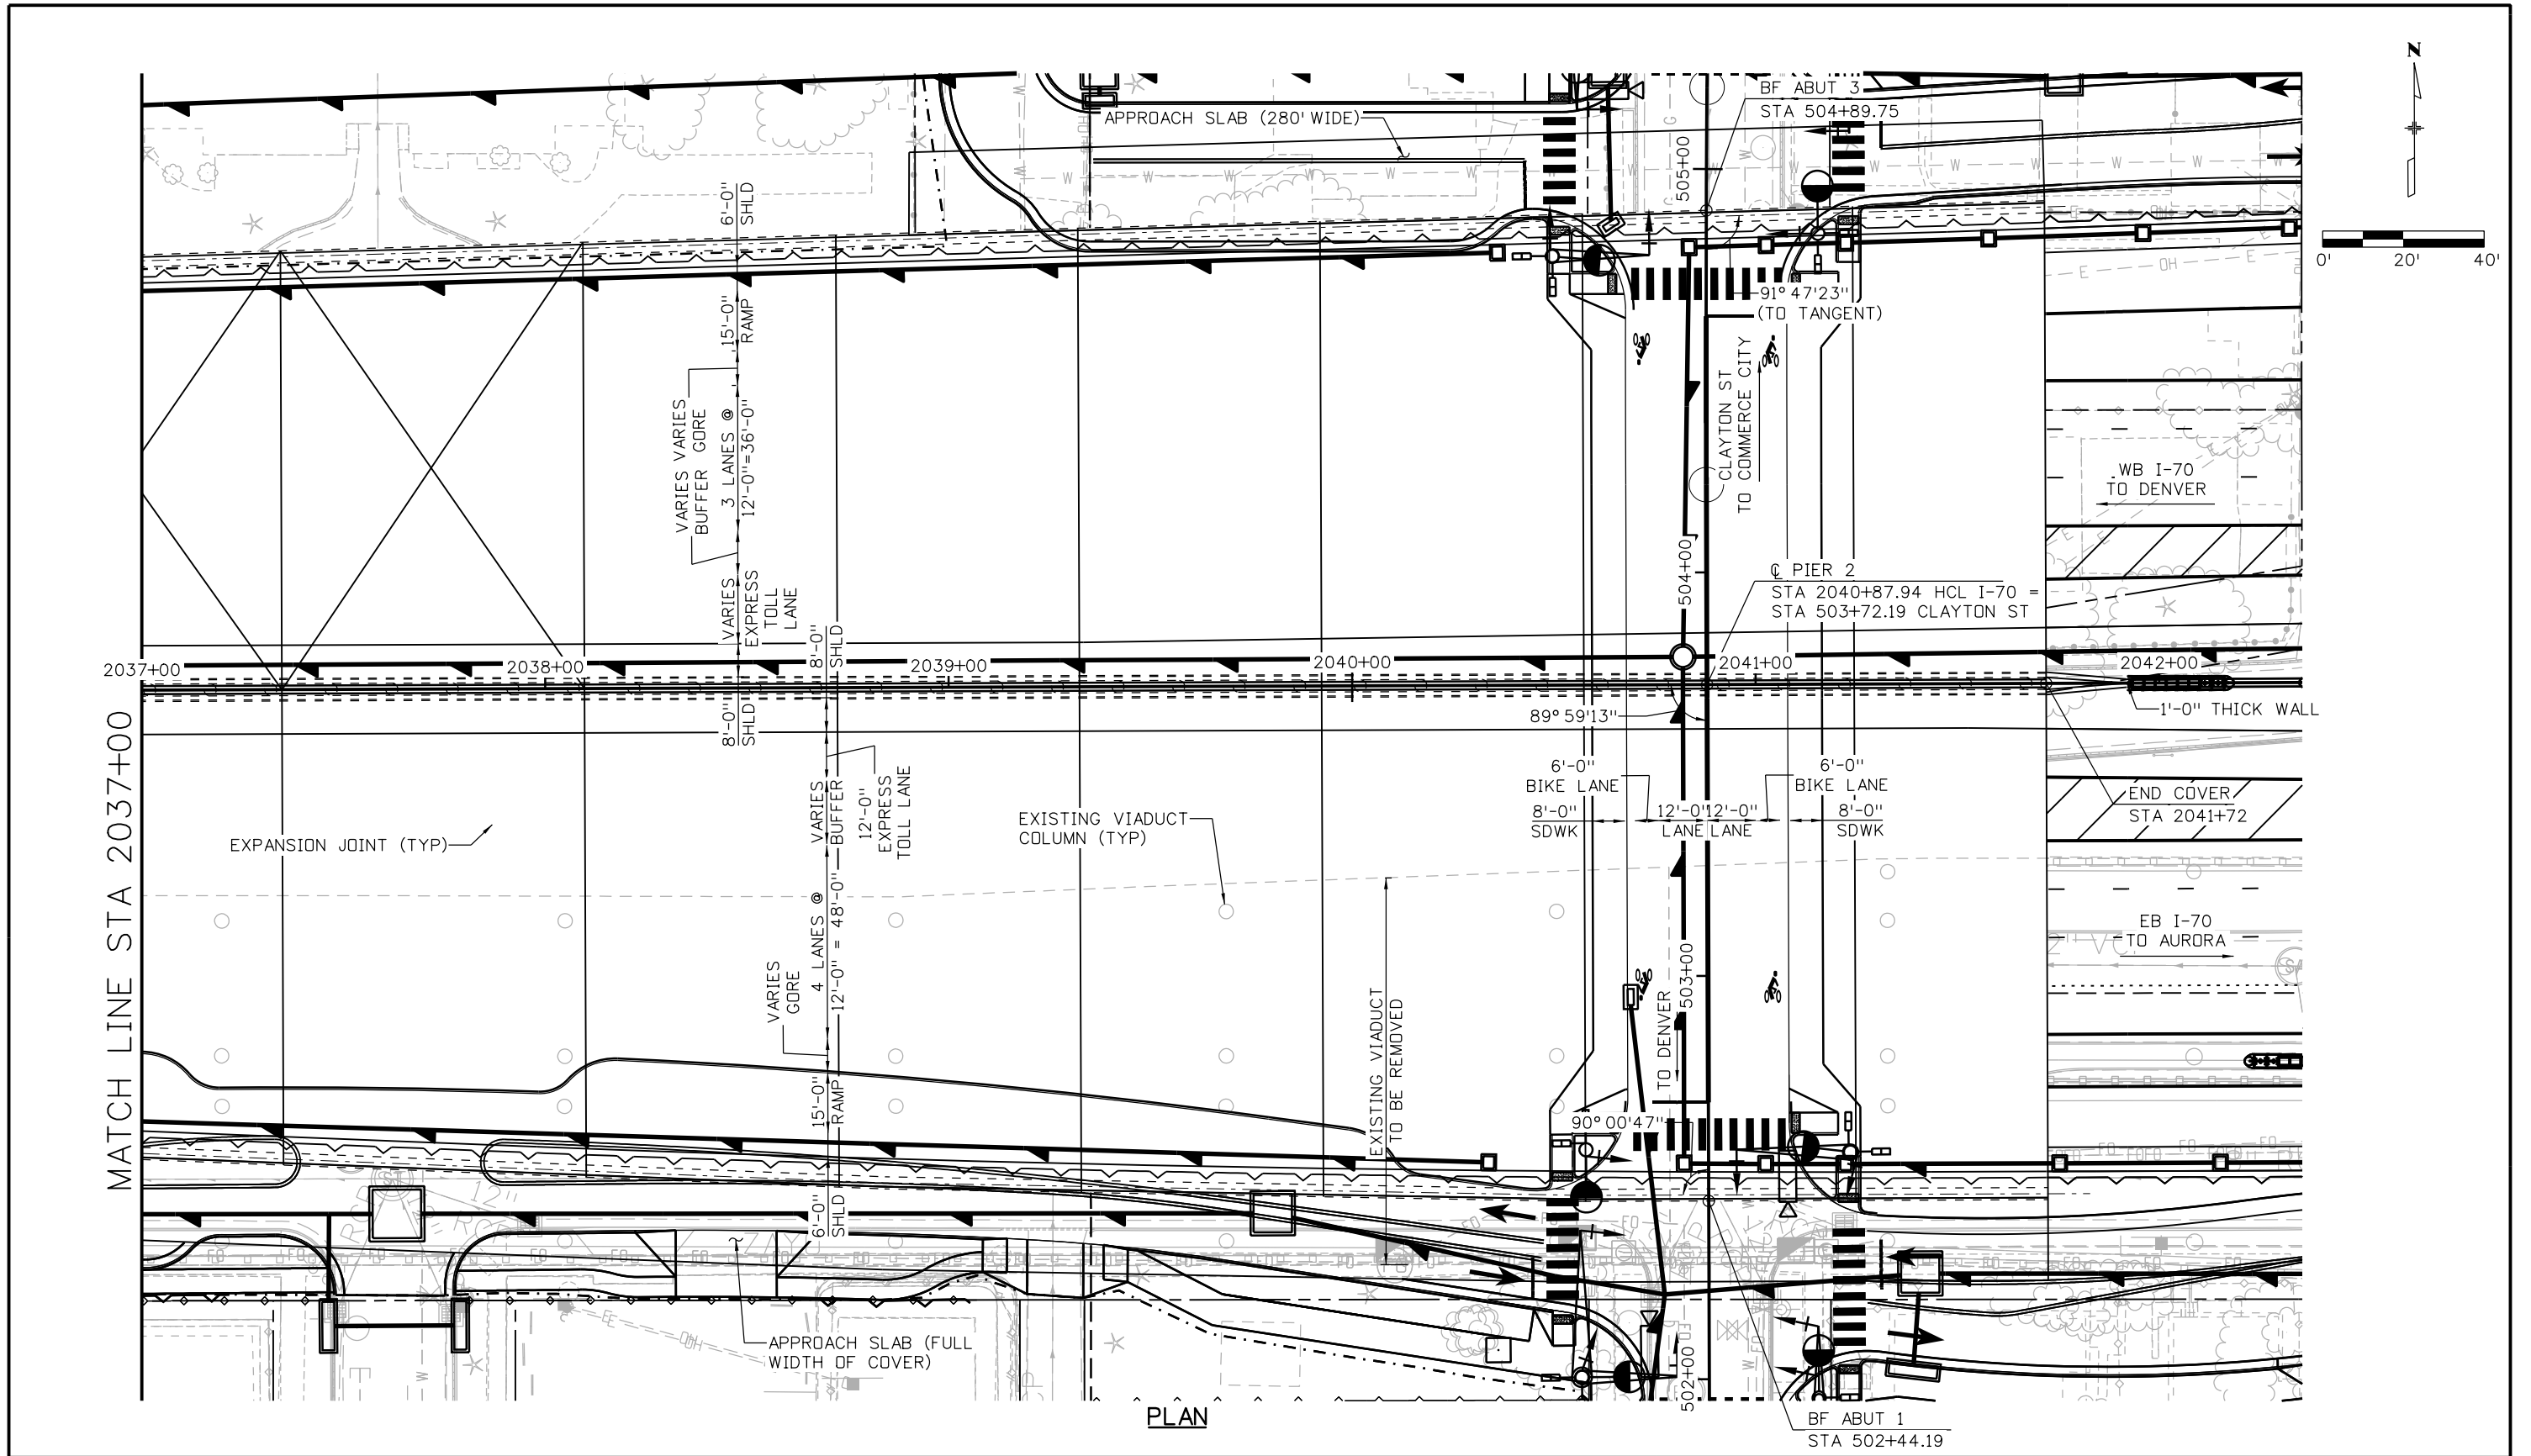 N
0' 20' 40'
BF ABUT 3
STA 504+89.75
APPROACH SLAB (280' WIDE)
505+00
6'-0"
SHLD
15'-0"
RAMP
VARIES VARIES
BUFFER GORE
3 LANES @
12'-0"=36'-0"
VARIES
EXPRESS
TOLL
LANE
8'-0"
SHLD
91° 47'23"
(TO TANGENT)
CLAYTON ST
TO COMMERCE CITY
WB I-70
TO DENVER
504+00
℄ PIER 2
STA 2040+87.94 HCL I-70 =
STA 503+72.19 CLAYTON ST
2037+00
2038+00
2039+00
2040+00
2041+00
2042+00
MATCH LINE STA 2037+00
8'-0"
SHLD
89° 59'13"
1'-0" THICK WALL
6'-0"
BIKE LANE
6'-0"
BIKE LANE
8'-0"
SDWK
12'-0" 12'-0"
LANE LANE
8'-0"
SDWK
END COVER
STA 2041+72
VARIES
BUFFER
12'-0"
EXPRESS
TOLL LANE
EXPANSION JOINT (TYP)
EXISTING VIADUCT
COLUMN (TYP)
4 LANES @
12'-0" = 48'-0"
VARIES
GORE
EB I-70
TO AURORA
503+00
TO DENVER
EXISTING VIADUCT
TO BE REMOVED
15'-0"
RAMP
90° 00'47"
6'-0"
SHLD
APPROACH SLAB (FULL
WIDTH OF COVER)
502+00
BF ABUT 1
STA 502+44.19
PLAN